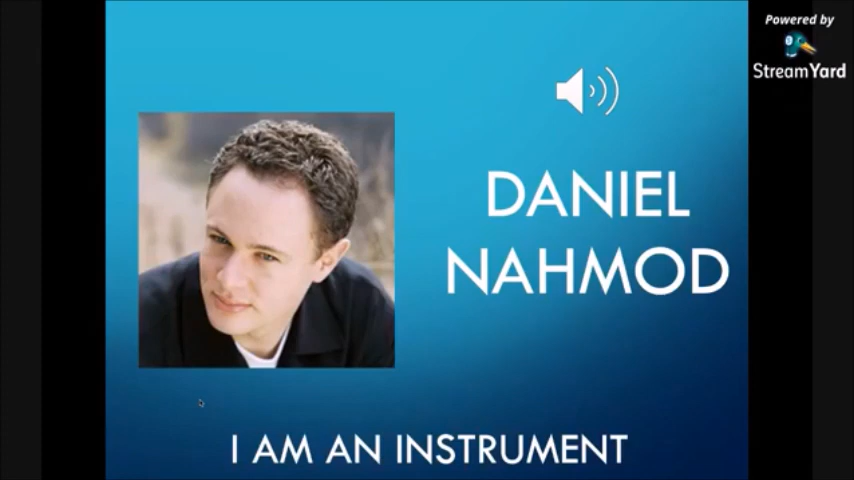 Powered by
StreamYard
DANIEL
NAHMOD
I AM AN INSTRUMENT